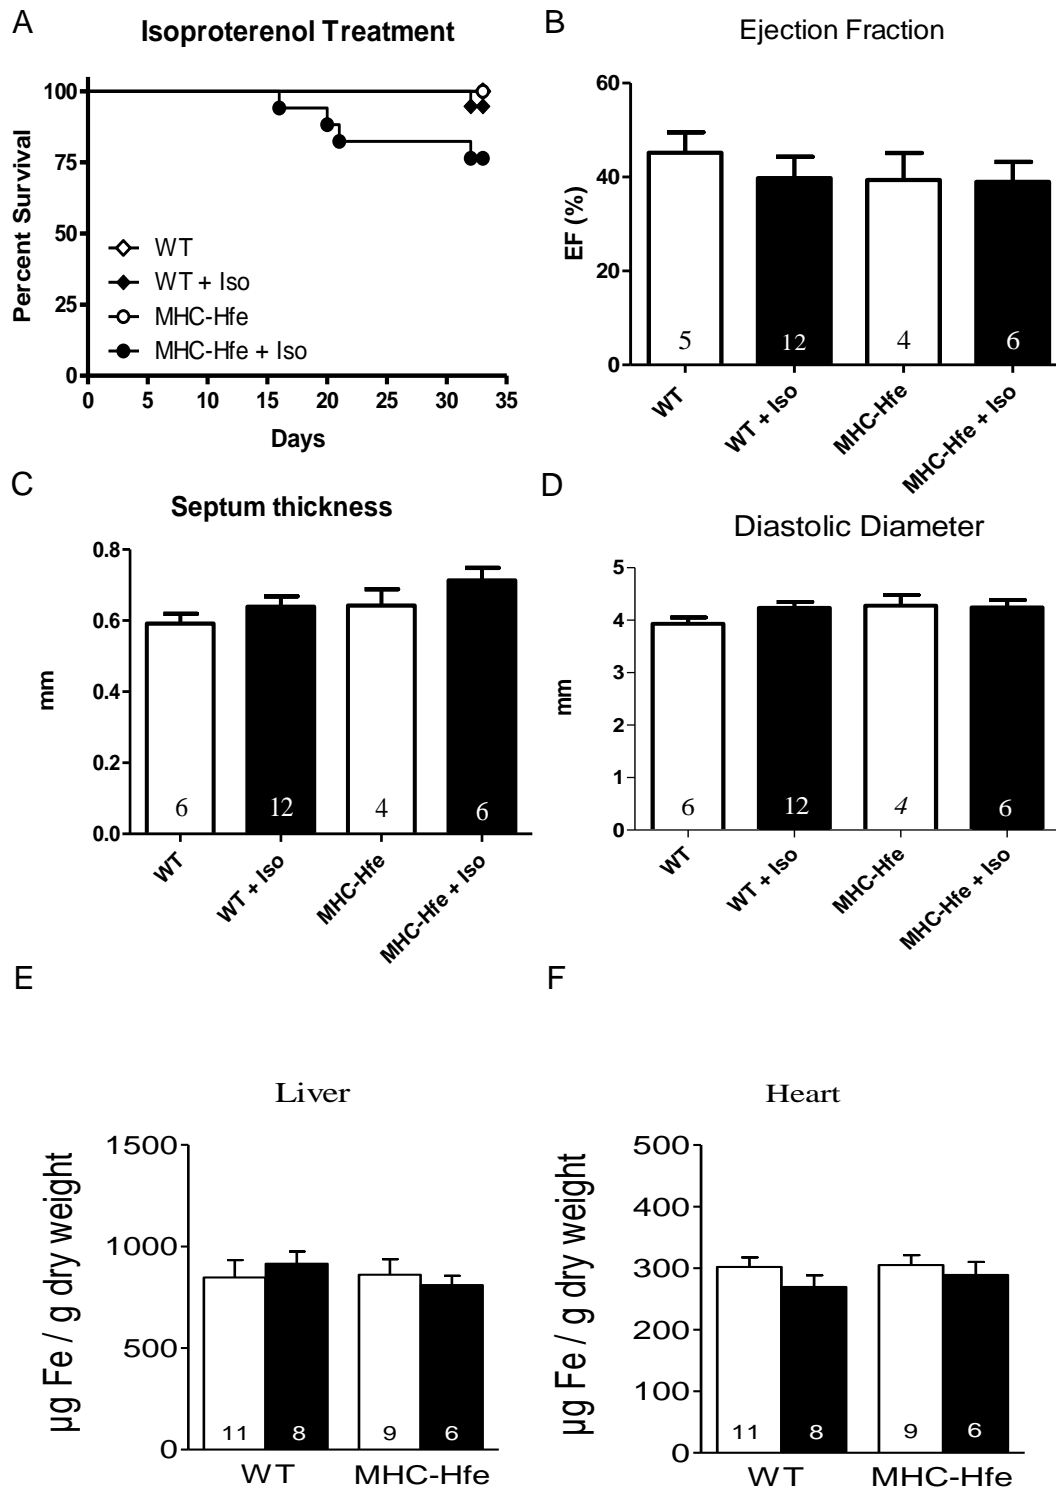 A
Isoproterenol Treatment
Percent Survival
100
75
50
25
0
WT
WT + Iso
MHC-Hfe
MHC-Hfe + Iso
0 5 10 15 20 25 30 35
Days
B
Ejection Fraction
EF (%)
60
40
20
0
5 12 4 6
WT
WT + Iso
MHC-Hfe
MHC-Hfe + Iso
C
Septum thickness
mm
0.8
0.6
0.4
0.2
0.0
6 12 4 6
WT
WT + Iso
MHC-Hfe
MHC-Hfe + Iso
D
Diastolic Diameter
mm
5
4
3
2
1
0
6 12 4 6
WT
WT + Iso
MHC-Hfe
MHC-Hfe + Iso
E
Liver
µg Fe / g dry weight
1500
1000
500
0
11 8 9 6
WT MHC-Hfe
F
Heart
µg Fe / g dry weight
500
400
300
200
100
0
11 8 9 6
WT MHC-Hfe